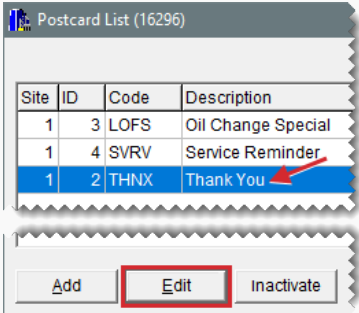 Postcard List (16296)
Site ID Code Description
1 3 LOFS Oil Change Special
1 4 SVRV Service Reminder
1 2 THNX Thank You
Add Edit Inactivate